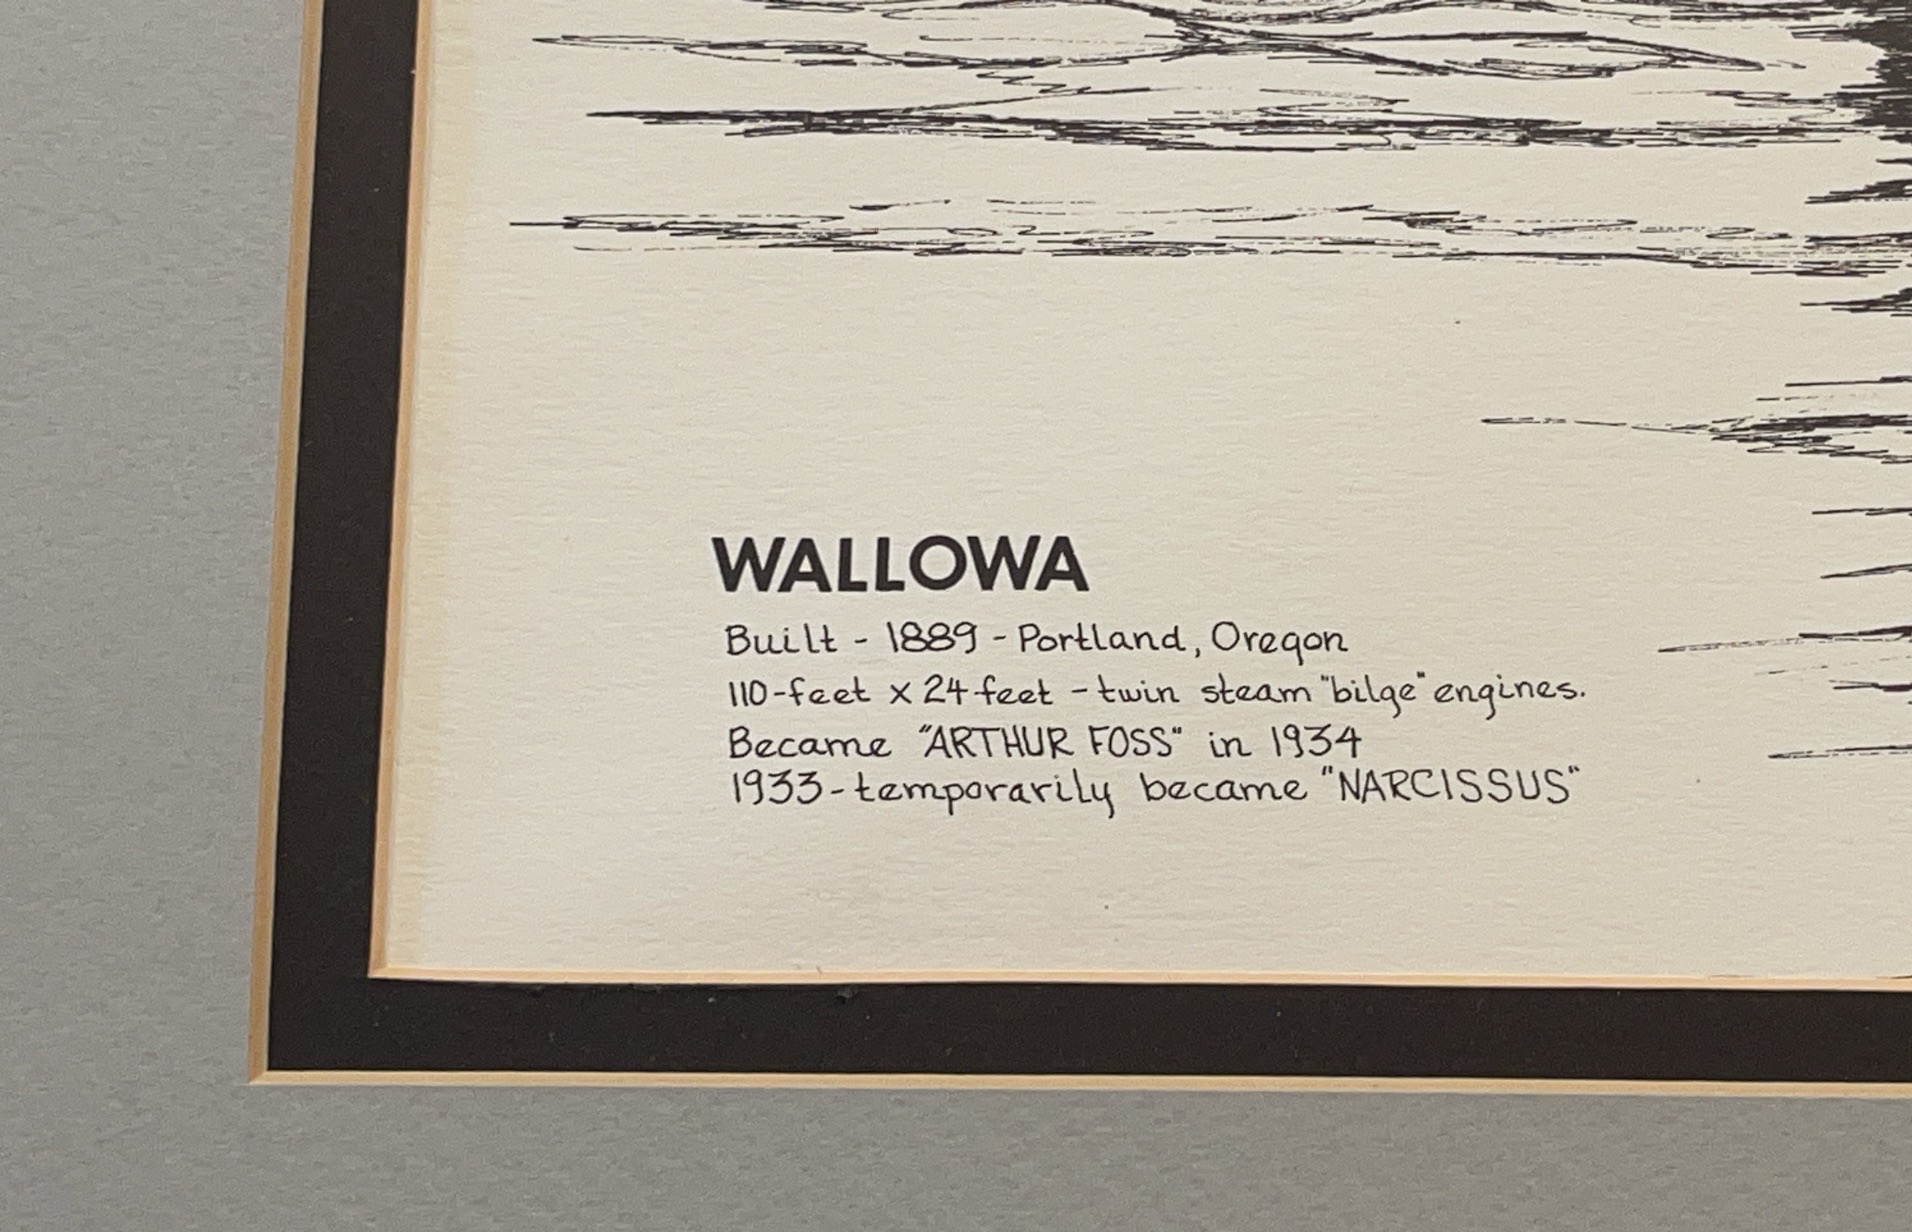 WALLOWA
Built - 1889 - Portland, Oregon
110-feet x 24 feet - twin steam "bilge" engines.
Became "ARTHUR FOSS" in 1934
1933 - temporarily became "NARCISSUS"